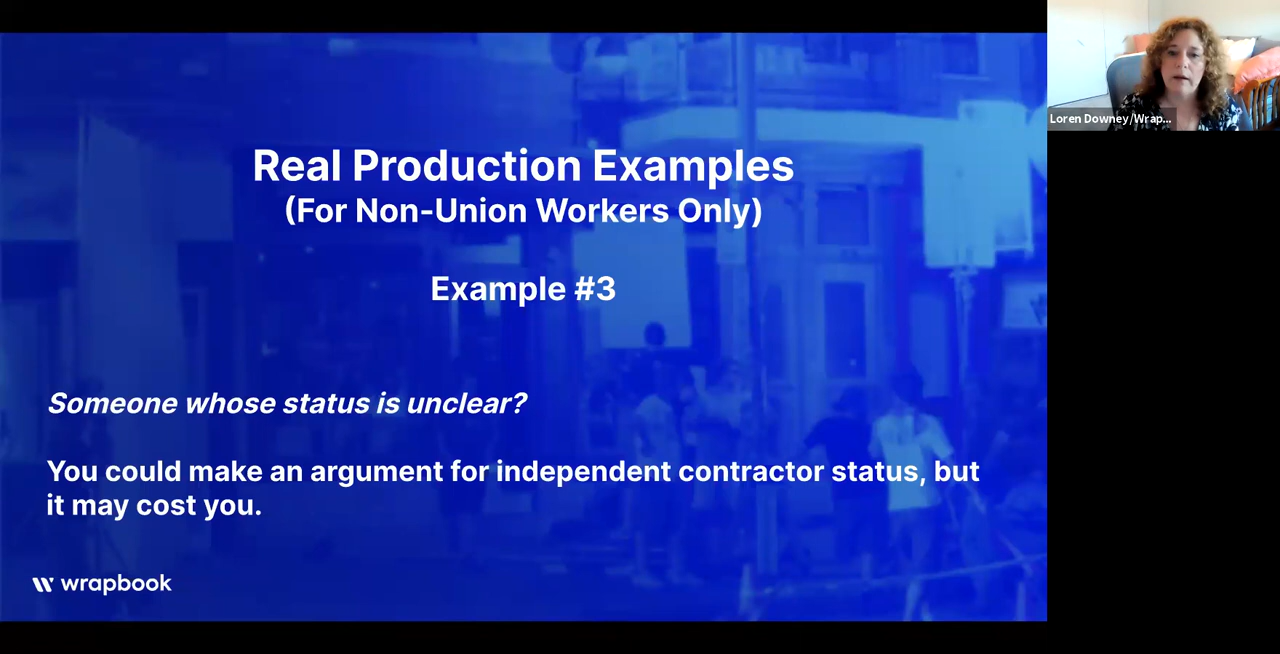 Real Production Examples
(For Non-Union Workers Only)
Example #3
Someone whose status is unclear?
You could make an argument for independent contractor status, but
it may cost you.
wrapbook
Loren Downey/Wrap...